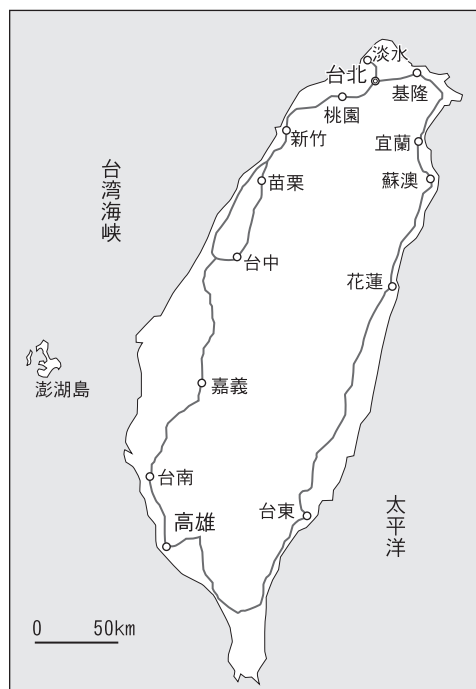 淡水
台北
基隆
桃園
新竹
宜蘭
苗栗
蘇澳
台湾海峡
台中
花蓮
澎湖島
嘉義
台南
台東
高雄
太平洋
0 50km